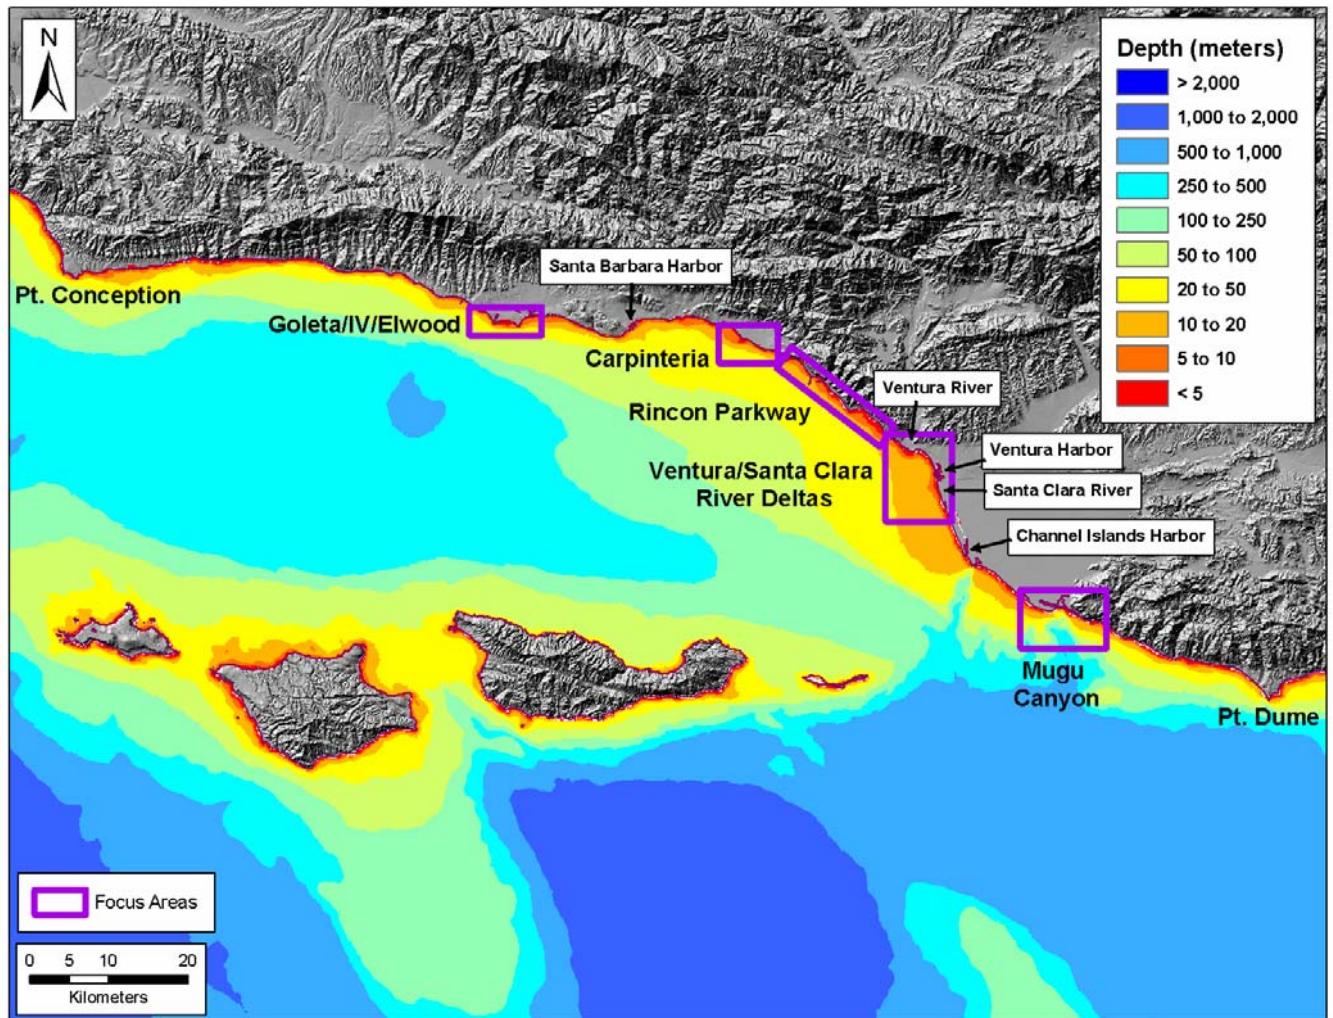 N
Depth (meters)
> 2,000
1,000 to 2,000
500 to 1,000
250 to 500
100 to 250
50 to 100
20 to 50
10 to 20
5 to 10
< 5
Santa Barbara Harbor
Pt. Conception
Goleta/IV/Elwood
Carpinteria
Ventura River
Rincon Parkway
Ventura Harbor
Ventura/Santa Clara
River Deltas
Santa Clara River
Channel Islands Harbor
Mugu
Canyon
Pt. Dume
Focus Areas
0 5 10 20
Kilometers